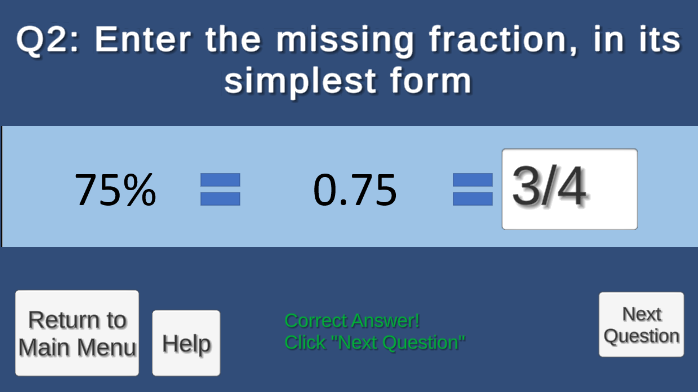 Q2: Enter the missing fraction, in its
simplest form
75% = 0.75 = 3/4
Return to
Main Menu
Help
Correct Answer!
Click "Next Question"
Next
Question